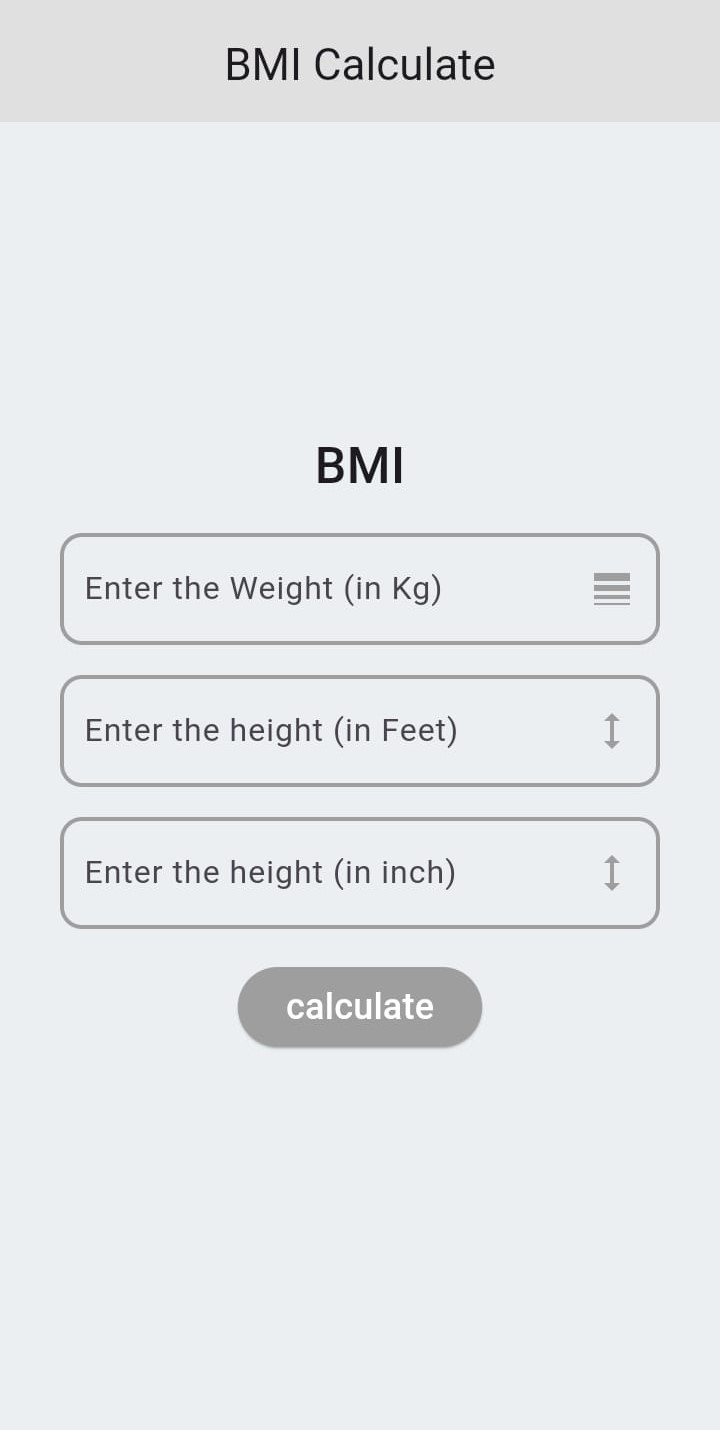 BMI Calculate
BMI
Enter the Weight (in Kg)
Enter the height (in Feet)
Enter the height (in inch)
calculate